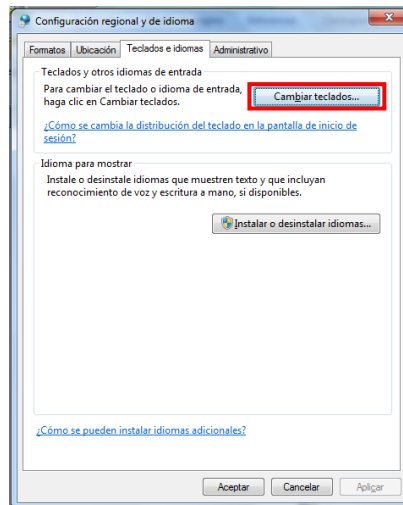 Configuración regional y de idioma
Formatos Ubicación Teclados e idiomas Administrativo
Teclados y otros idiomas de entrada
Para cambiar el teclado o idioma de entrada,
haga clic en Cambiar teclados.
Cambiar teclados...
¿Cómo se cambia la distribución del teclado en la pantalla de inicio de
sesión?
Idioma para mostrar
Instale o desinstale idiomas que muestren texto y que incluyan
reconocimiento de voz y escritura a mano, si disponibles.
Instalar o desinstalar idiomas...
¿Cómo se pueden instalar idiomas adicionales?
Aceptar Cancelar Aplicar